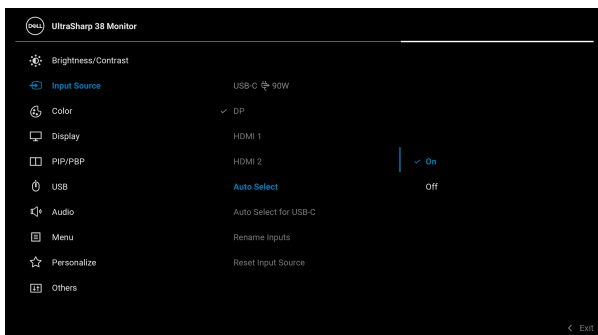 DELL UltraSharp 38 Monitor
Brightness/Contrast
Input Source USB-C 90W
Color DP
Display HDMI 1
PIP/PBP HDMI 2 On
USB Auto Select Off
Audio Auto Select for USB-C
Menu Rename Inputs
Personalize Reset Input Source
Others
Exit